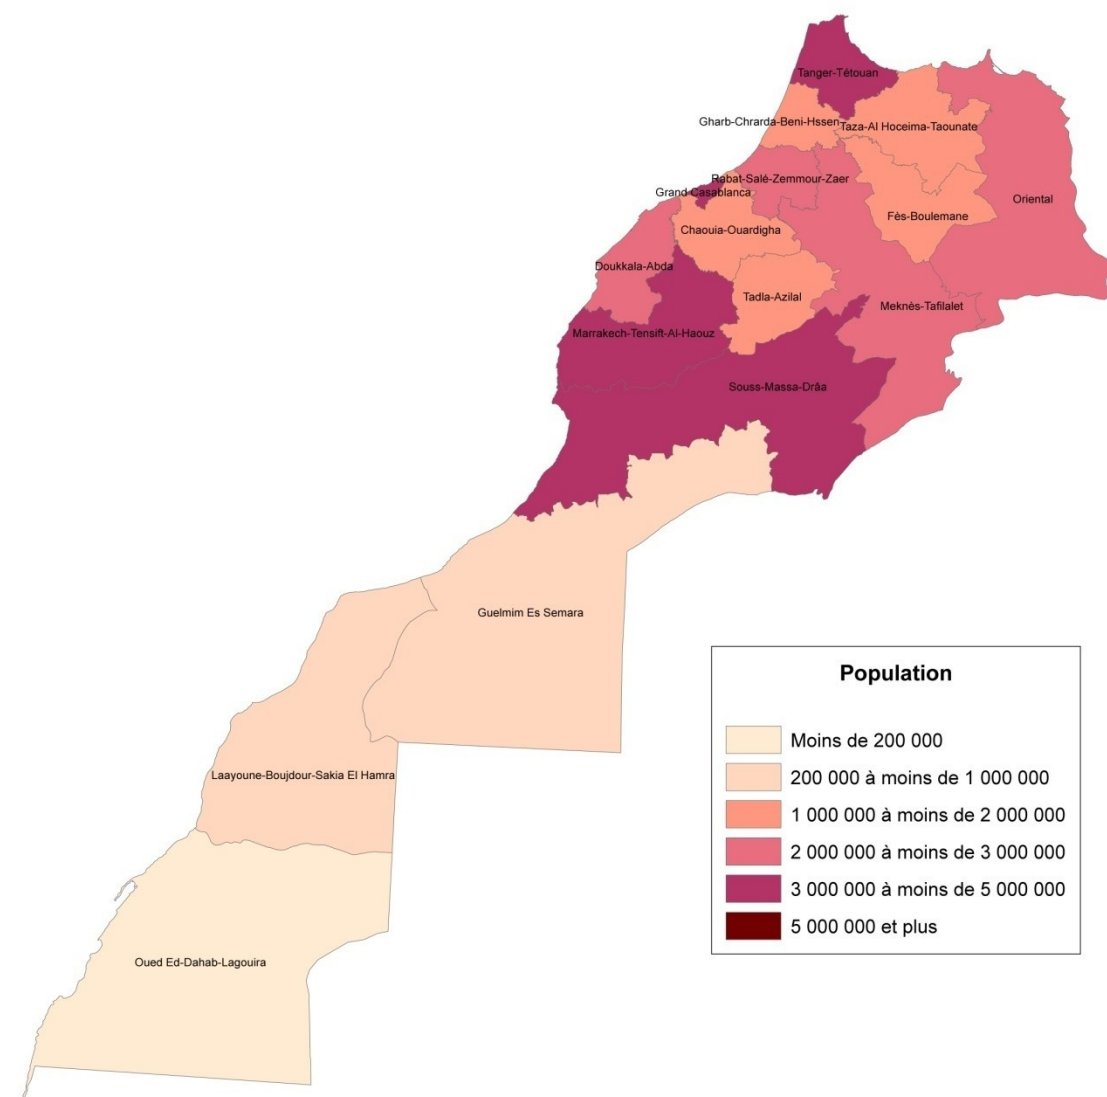 Tanger-Tétouan
Gharb-Chrarda-Beni-Hssen
Taza-Al Hoceima-Taounate
Rabat-Salé-Zemmour-Zaer
Grand Casablanca
Oriental
Fès-Boulemane
Chaouia-Ouardigha
Doukkala-Abda
Tadla-Azilal
Meknès-Tafilalet
Marrakech-Tensift-Al-Haouz
Souss-Massa-Drâa
Guelmim Es Semara
Laayoune-Boujdour-Sakia El Hamra
Oued Ed-Dahab-Lagouira
Population
Moins de 200 000
200 000 à moins de 1 000 000
1 000 000 à moins de 2 000 000
2 000 000 à moins de 3 000 000
3 000 000 à moins de 5 000 000
5 000 000 et plus